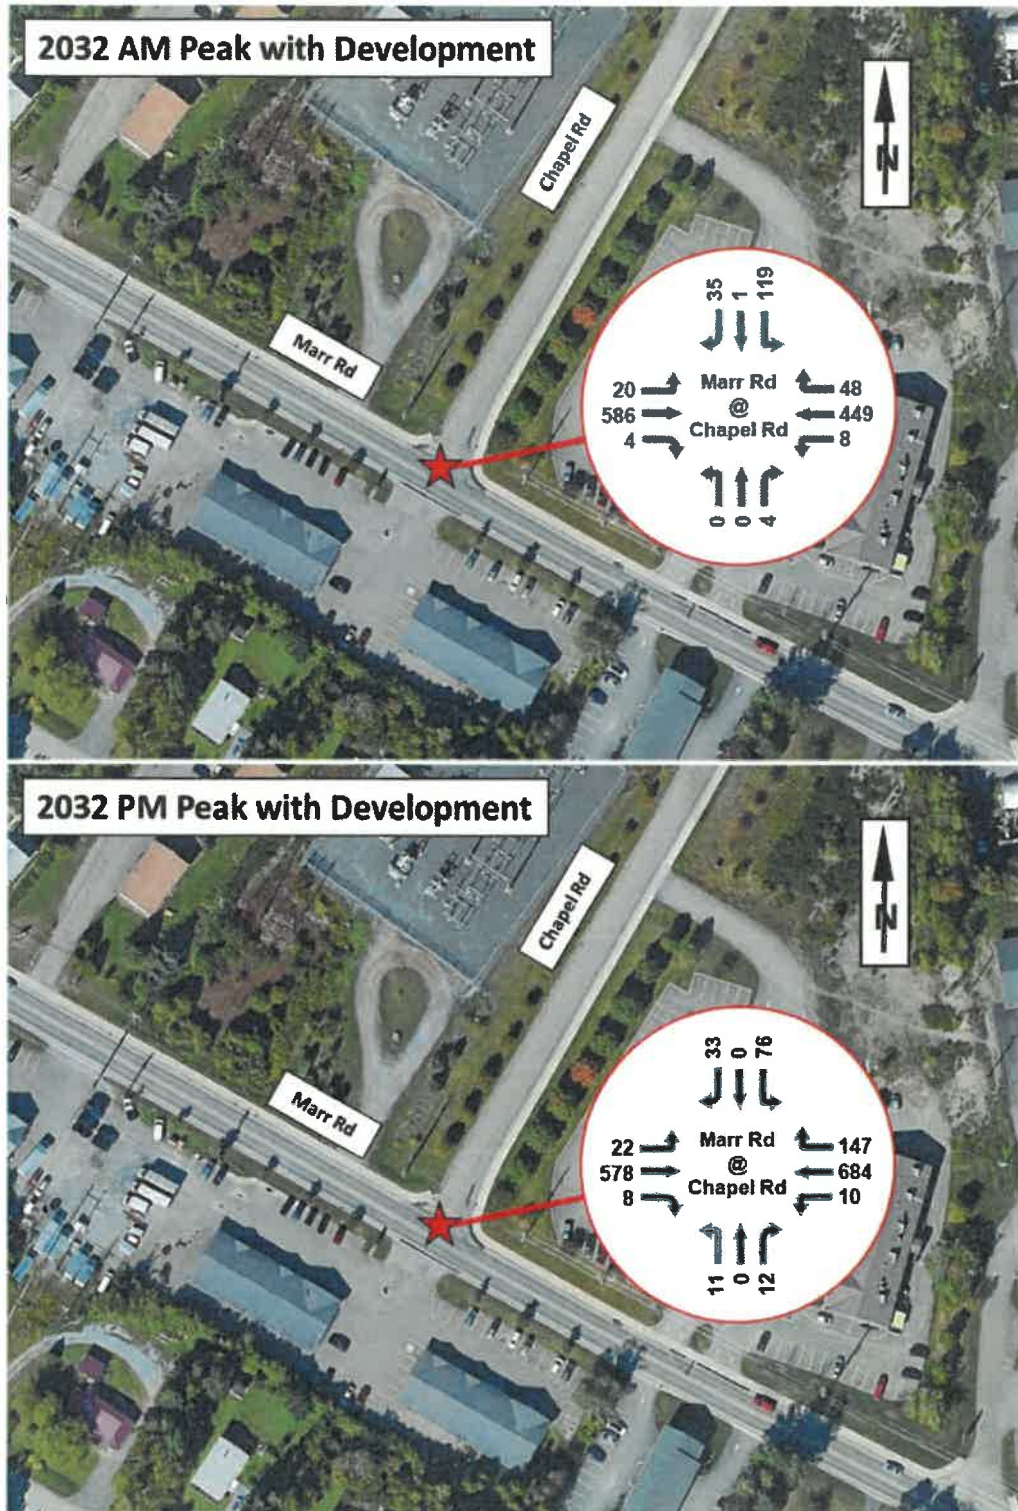 2032 AM Peak with Development
N
Chapel Rd
Marr Rd
35
1
119
20
586
4
Marr Rd
@
Chapel Rd
48
449
8
0
0
4
2032 PM Peak with Development
N
Chapel Rd
Marr Rd
33
0
76
22
578
8
Marr Rd
@
Chapel Rd
147
684
10
11
0
12